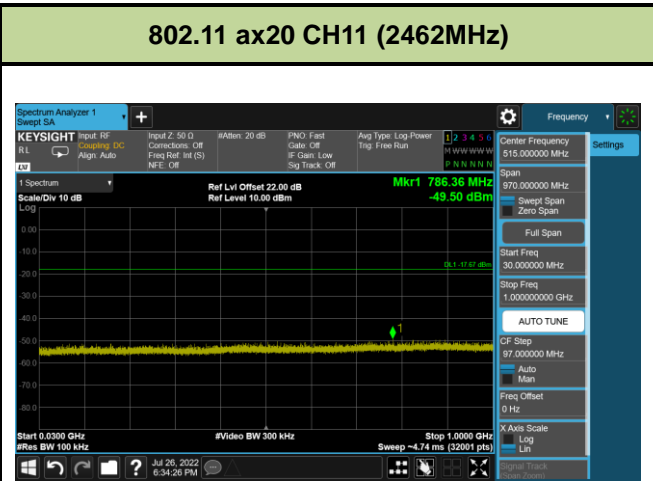 802.11 ax20 CH11 (2462MHz)
Spectrum Analyzer 1
Swept SA
+
Frequency
KEYSIGHT
RL
LXI
Input: RF
Coupling: DC
Align: Auto
Input Z: 50 Ω
Corrections: Off
Freq Ref: Int (S)
NFE: Off
#Atten: 20 dB
PNO: Fast
Gate: Off
IF Gain: Low
Sig Track: Off
Avg Type: Log-Power
Trig: Free Run
1 2 3 4 5 6
M W W W W W
P N N N N N
Center Frequency
515.000000 MHz
Settings
1 Spectrum
Scale/Div 10 dB
Ref Lvl Offset 22.00 dB
Ref Level 10.00 dBm
Mkr1 786.36 MHz
-49.50 dBm
Span
970.000000 MHz
Swept Span
Zero Span
Full Span
Start Freq
30.000000 MHz
Stop Freq
1.000000000 GHz
AUTO TUNE
CF Step
97.000000 MHz
Auto
Man
Freq Offset
0 Hz
X Axis Scale
Log
Lin
Signal Track
(Span Zoom)
Log
0.00
-10.0
DL1 -17.67 dBm
-20.0
-30.0
-40.0
1
-50.0
-60.0
-70.0
-80.0
Start 0.0300 GHz
#Res BW 100 kHz
#Video BW 300 kHz
Stop 1.0000 GHz
Sweep ~4.74 ms (32001 pts)
?
Jul 26, 2022
6:34:26 PM